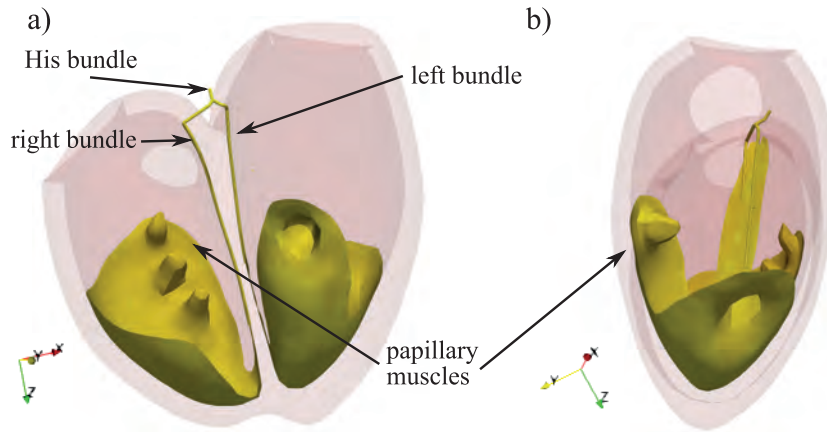 a)
b)
His bundle
left bundle
right bundle
papillary
muscles
Y
X
Z
X
Y
Z